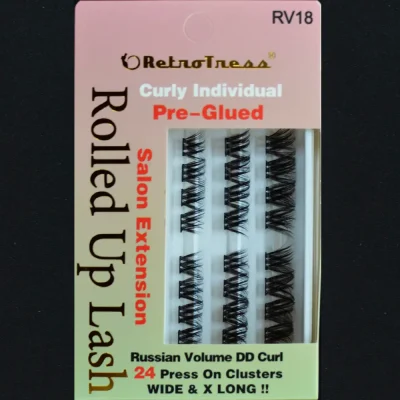 RV18
RetroTress®
Curly Individual
Pre-Glued
Rolled Up Lash
Salon Extension
Russian Volume DD Curl
24 Press On Clusters
WIDE & X LONG !!